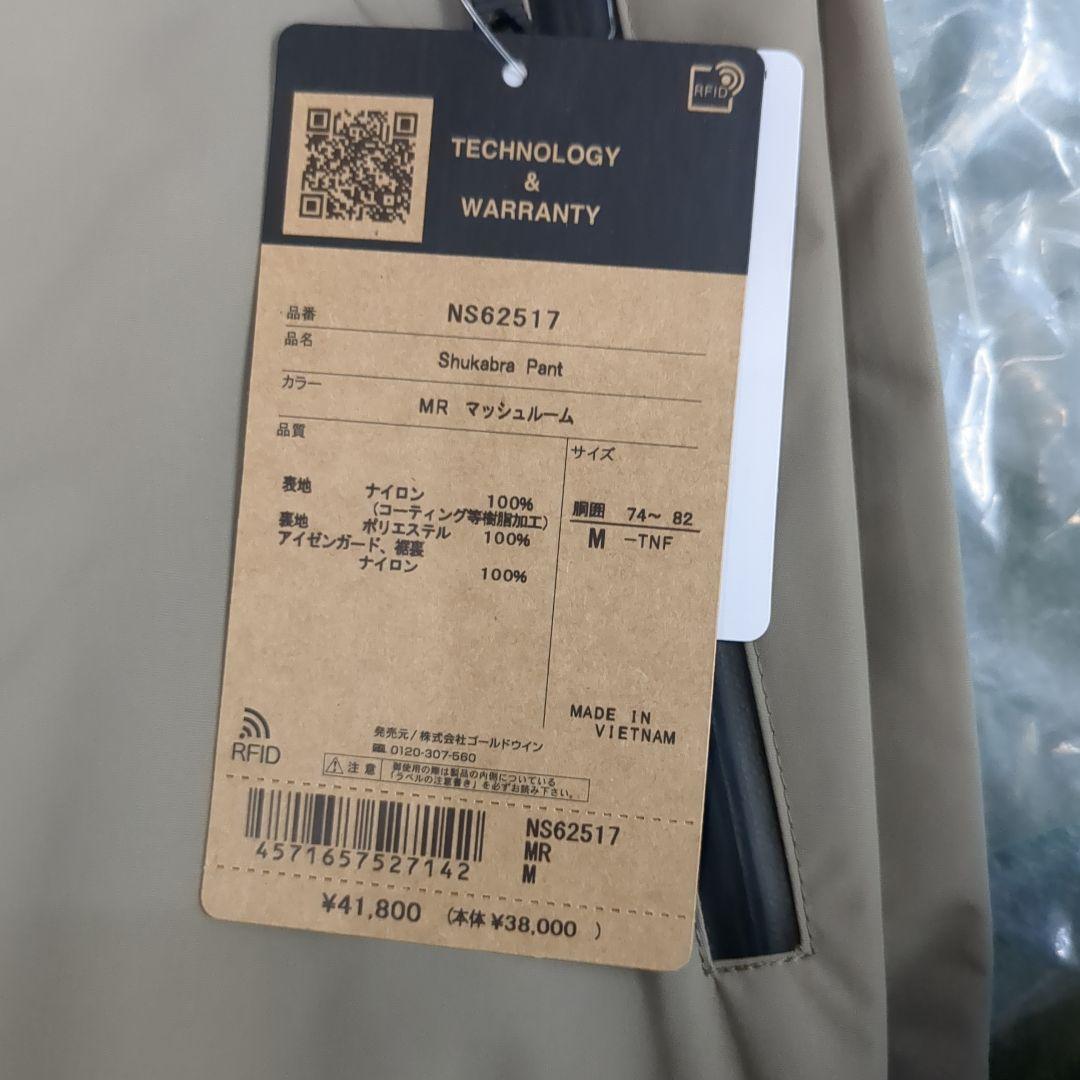 RFID
TECHNOLOGY
&
WARRANTY
品番 NS62517
品名 Shukabra Pant
カラー MR マッシュルーム
品質
表地 ナイロン 100%
(コーティング等樹脂加工)
裏地 ポリエステル 100%
アイゼンガード、裾裏
ナイロン 100%
サイズ
胴囲 74~ 82
M -TNF
MADE IN
VIETNAM
RFID
発売元/株式会社ゴールドウイン
0120-307-560
注意 御使用の際は製品の内側についている
「ラベルの注意書き」を必ずお読み下さい。
4571657527142
NS62517
MR
M
¥41,800 (本体 ¥38,000 )